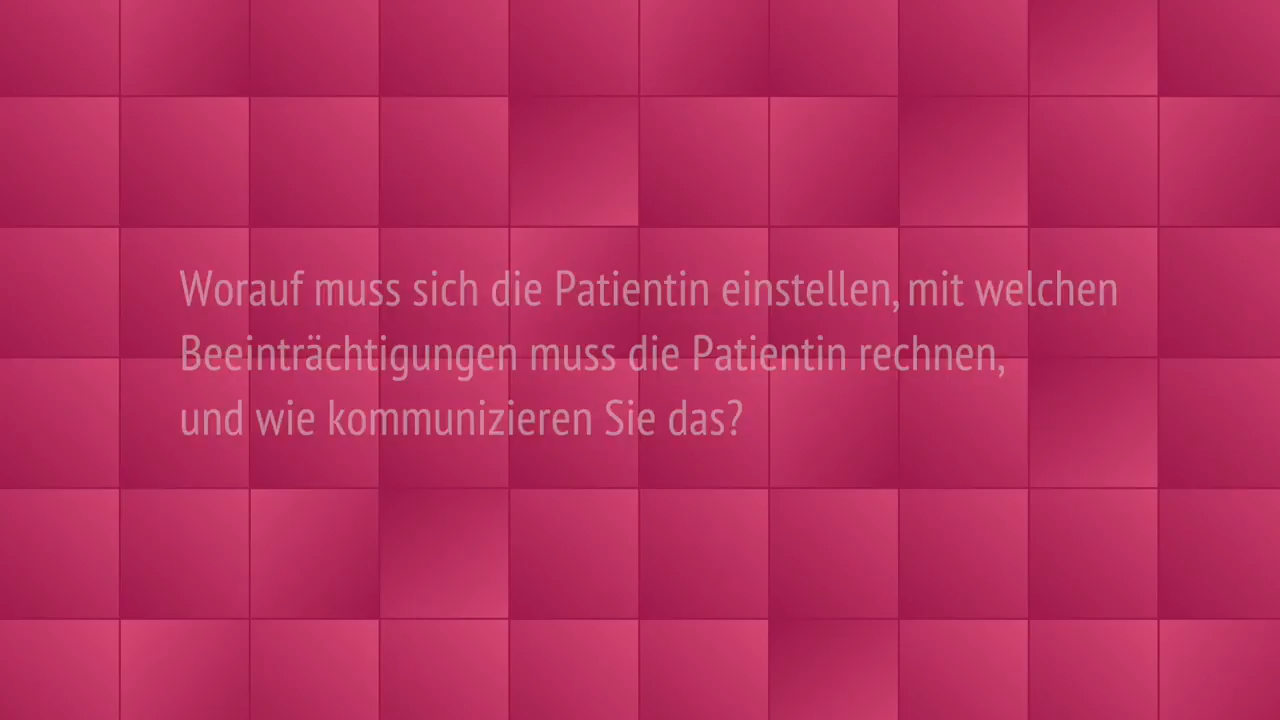 Worauf muss sich die Patientin einstellen, mit welchen
Beeinträchtigungen muss die Patientin rechnen,
und wie kommunizieren Sie das?